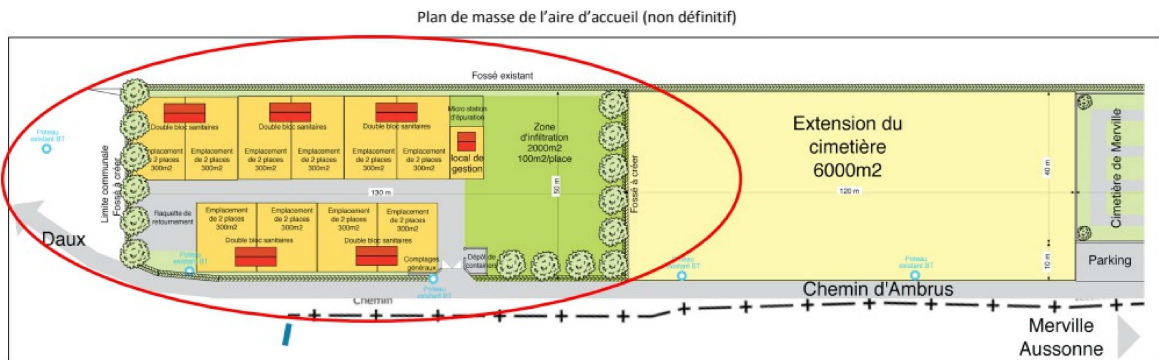 Plan de masse de l'aire d'accueil (non définitif)
Fossé existant
Poteau
existant BT
Limite communale
Fossé à créer
Double bloc sanitaires
Double bloc sanitaires
Double bloc sanitaires
Emplacement
de 2 places
300m2
Emplacement
de 2 places
300m2
Emplacement
de 2 places
300m2
Emplacement
de 2 places
300m2
Emplacement
de 2 places
300m2
Emplacement
de 2 places
300m2
Micro station
d'épuration
local de
gestion
Zone
d'infiltration
2000m2
100m2/place
50 m
130 m
Fossé à créer
Extension du
cimetière
6000m2
120 m
40 m
10 m
Cimetière de Merville
Parking
Raquette de
retournement
Emplacement
de 2 places
300m2
Emplacement
de 2 places
300m2
Emplacement
de 2 places
300m2
Emplacement
de 2 places
300m2
Double bloc sanitaires
Double bloc sanitaires
Comptages
généraux
Dépôt de
containers
Daux
Poteau
existant BT
Poteau
existant BT
Poteau
existant BT
Poteau
existant BT
Chemin d'Ambrus
Chemin
Merville
Aussonne